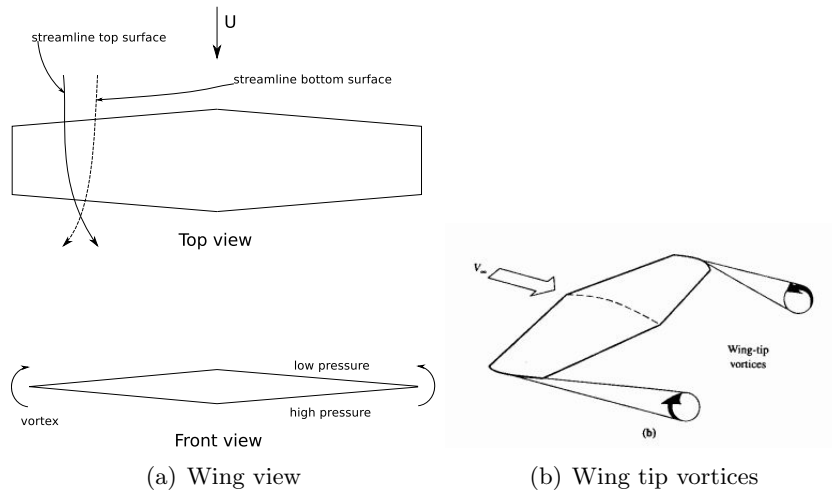 U
streamline top surface
streamline bottom surface
Top view
low pressure
high pressure
vortex
Front view
(a) Wing view
V∞
Wing-tip
vortices
(b)
(b) Wing tip vortices